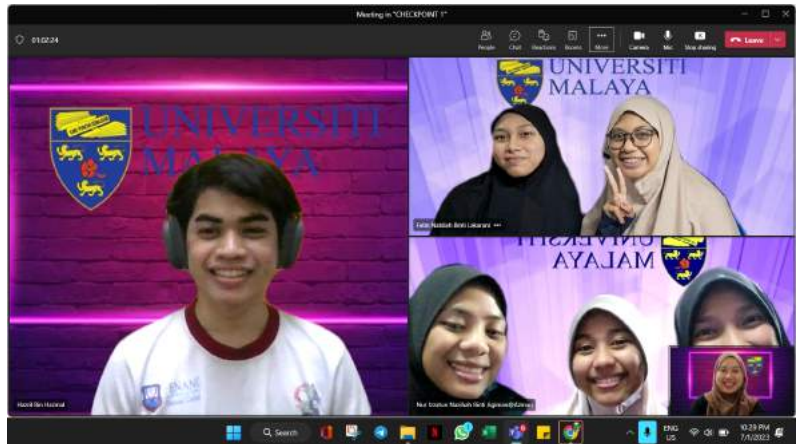 Meeting in "CHECKPOINT 1"
01:02:24
People
Chat
Reactions
Rooms
More
Camera
Mic
Stop sharing
Leave
UNIVERSITI
MALAYA
UNIVERSITI
MALAYA
UNIVERSITI
MALAYA
Search
ENG
US
10:29 PM
7/1/2023